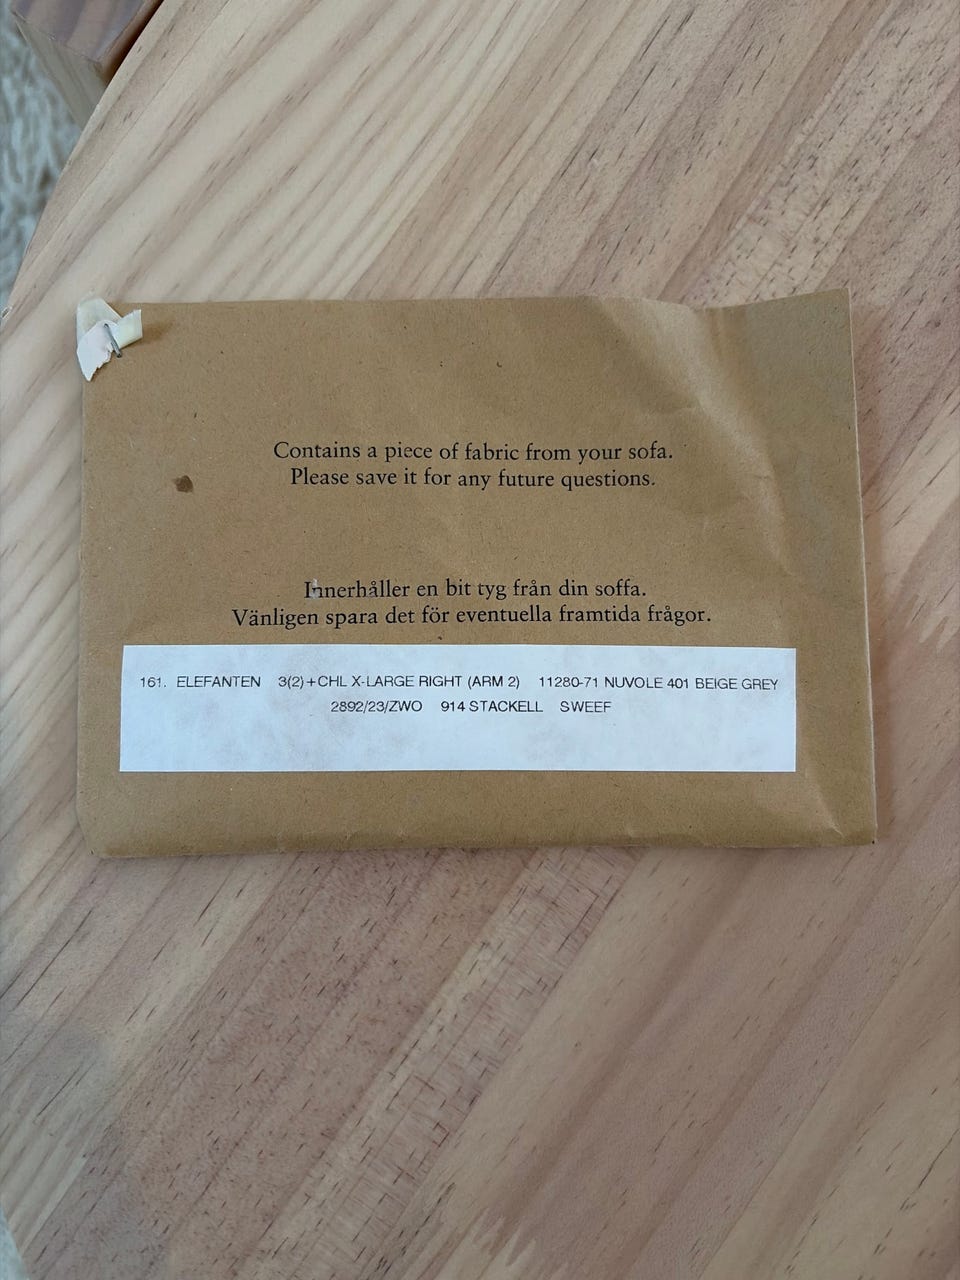 Contains a piece of fabric from your sofa.
Please save it for any future questions.
Innerhåller en bit tyg från din soffa.
Vänligen spara det för eventuella framtida frågor.
161. ELEFANTEN 3(2)+CHL X-LARGE RIGHT (ARM 2) 11280-71 NUVOLE 401 BEIGE GREY
2892/23/ZWO 914 STACKELL SWEEF